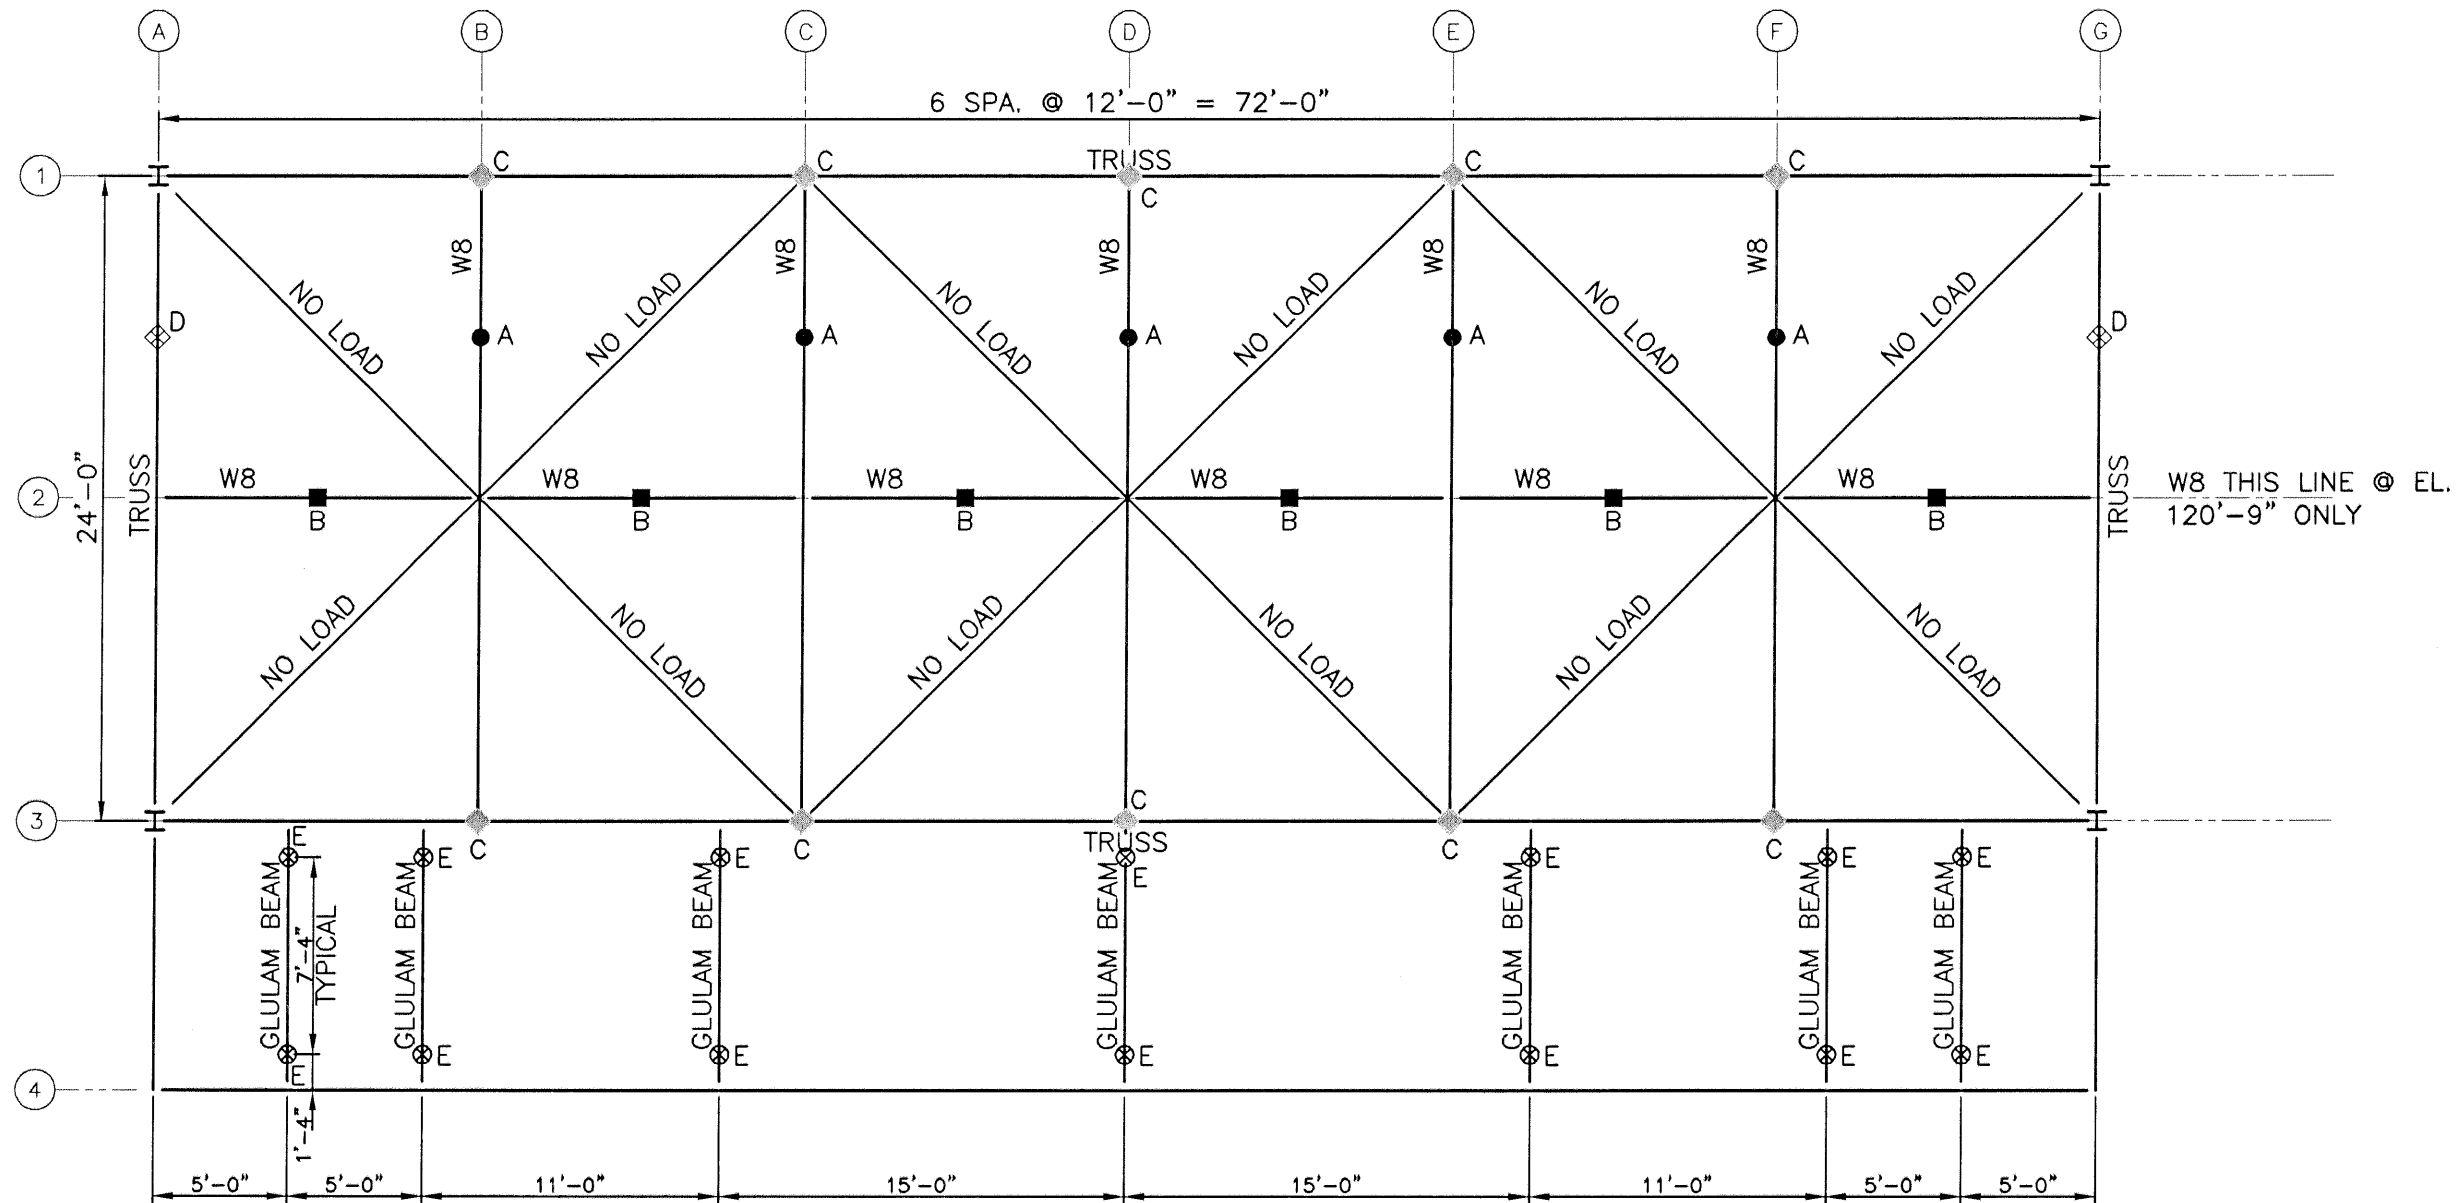 A B C D E F G
6 SPA. @ 12'-0" = 72'-0"
1
C C TRUSS C C
C
W8 W8 W8 W8 W8
NO LOAD NO LOAD NO LOAD NO LOAD NO LOAD NO LOAD
D A A A A A D
24'-0"
TRUSS
2
W8 W8 W8 W8 W8 W8
B B B B B B
TRUSS
W8 THIS LINE @ EL.
120'-9" ONLY
NO LOAD NO LOAD NO LOAD NO LOAD NO LOAD NO LOAD
3
C
C C TRUSS C C
E E E E E E E
GLULAM BEAM GLULAM BEAM GLULAM BEAM GLULAM BEAM GLULAM BEAM GLULAM BEAM GLULAM BEAM
7'-4"
TYPICAL
E E E E E E E
4
1'-4"
5'-0" 5'-0" 11'-0" 15'-0" 15'-0" 11'-0" 5'-0" 5'-0"